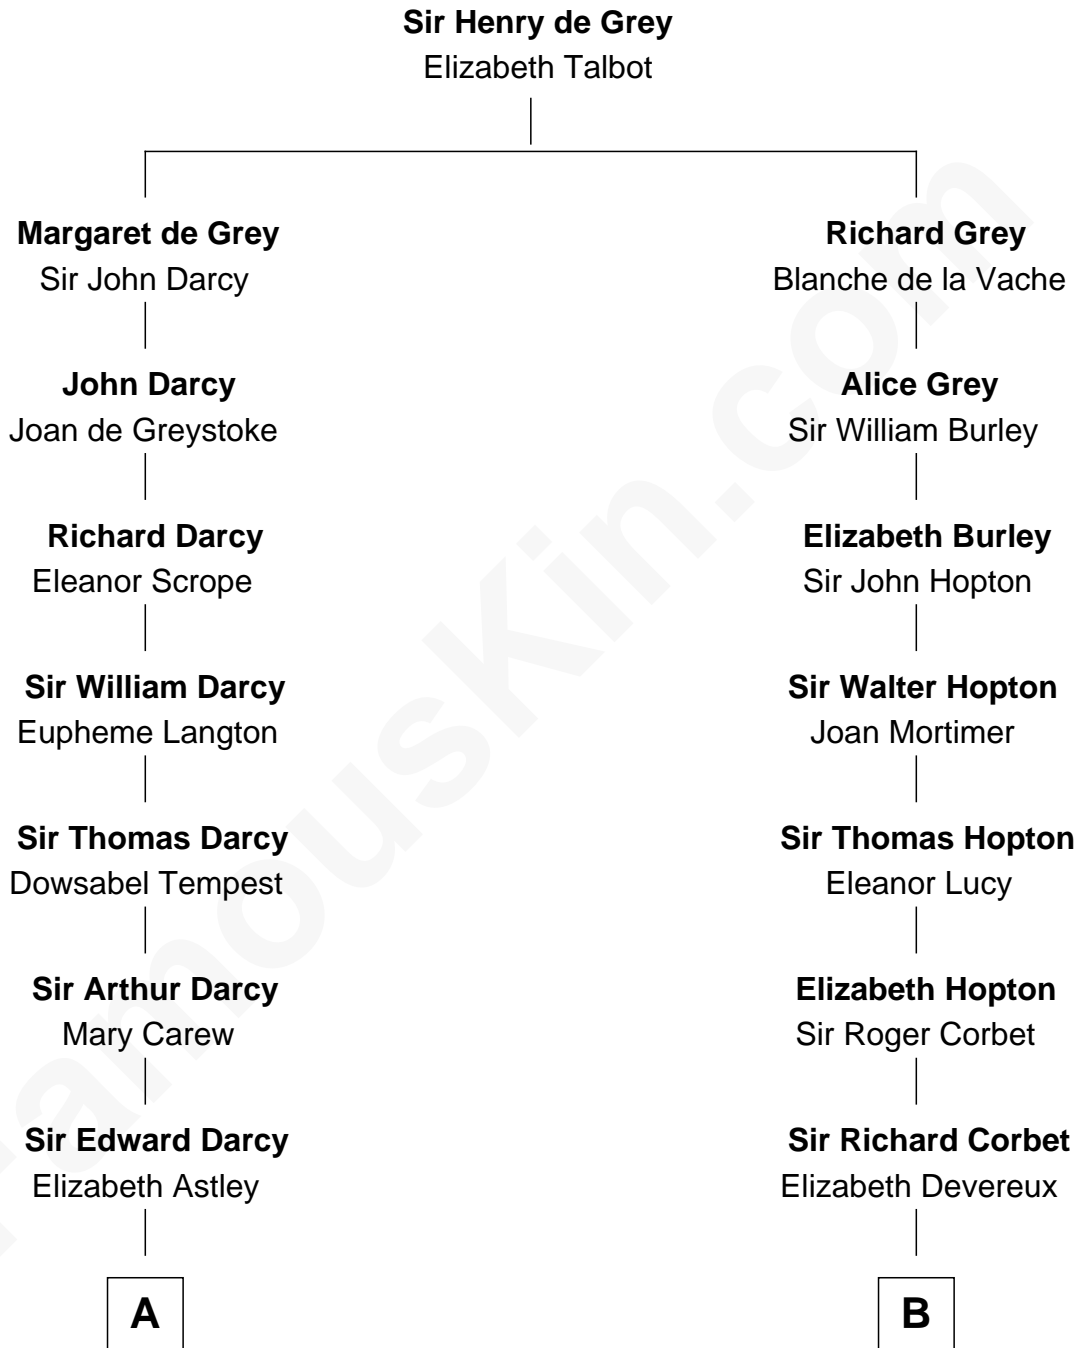 Sir Henry de Grey
Elizabeth Talbot
Margaret de Grey
Sir John Darcy
Richard Grey
Blanche de la Vache
John Darcy
Joan de Greystoke
Alice Grey
Sir William Burley
Richard Darcy
Eleanor Scrope
Elizabeth Burley
Sir John Hopton
Sir William Darcy
Eupheme Langton
Sir Walter Hopton
Joan Mortimer
Sir Thomas Darcy
Dowsabel Tempest
Sir Thomas Hopton
Eleanor Lucy
Sir Arthur Darcy
Mary Carew
Elizabeth Hopton
Sir Roger Corbet
Sir Edward Darcy
Elizabeth Astley
Sir Richard Corbet
Elizabeth Devereux
A
B
FamousKin.com